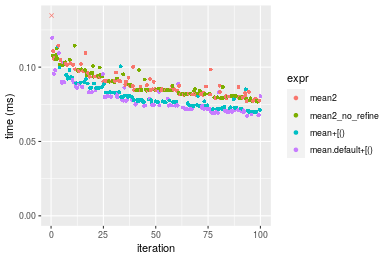 0.10
0.05
0.00
time (ms)
0
25
50
75
100
iteration
expr
mean2
mean2_no_refine
mean+[()
mean.default+[()